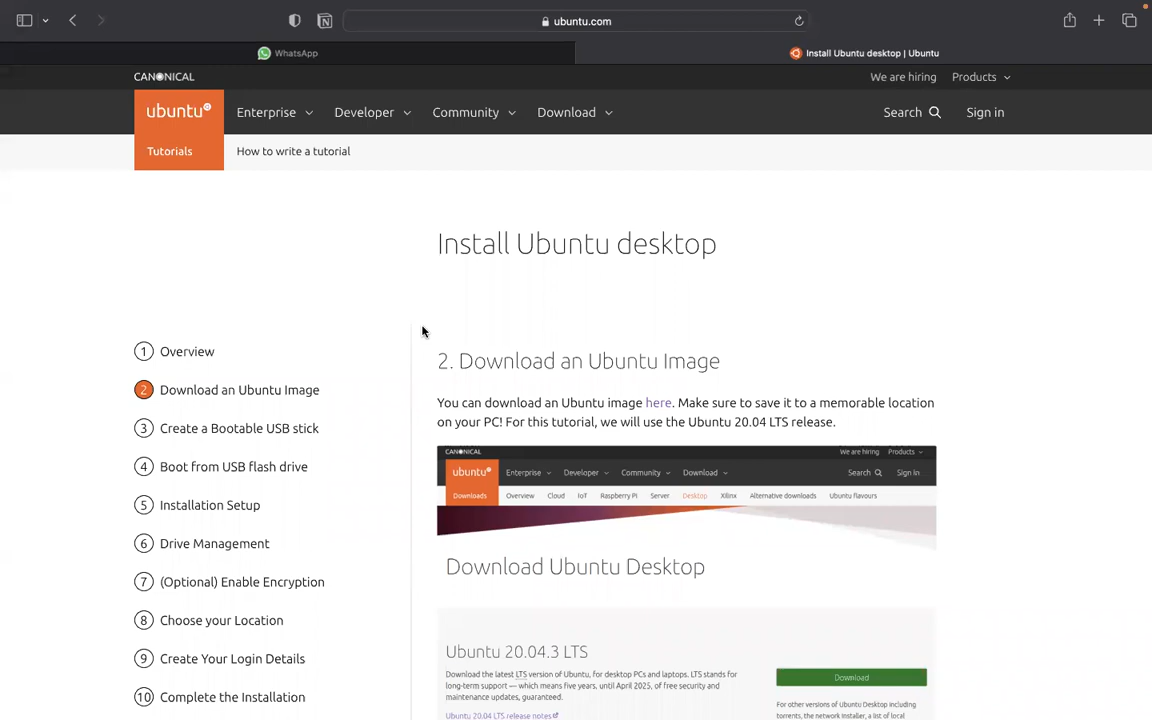 ubuntu.com
WhatsApp
Install Ubuntu desktop | Ubuntu
CANONICAL
We are hiring
Products
ubuntu
Enterprise
Developer
Community
Download
Search
Sign in
Tutorials
How to write a tutorial
Install Ubuntu desktop
1 Overview
2 Download an Ubuntu Image
3 Create a Bootable USB stick
4 Boot from USB flash drive
5 Installation Setup
6 Drive Management
7 (Optional) Enable Encryption
8 Choose your Location
9 Create Your Login Details
10 Complete the Installation
2. Download an Ubuntu Image
You can download an Ubuntu image here. Make sure to save it to a memorable location
on your PC! For this tutorial, we will use the Ubuntu 20.04 LTS release.
CANONICAL
We are hiring
Products
ubuntu
Enterprise
Developer
Community
Download
Search
Sign in
Downloads
Overview
Cloud
IoT
Raspberry Pi
Server
Desktop
Xilinx
Alternative downloads
Ubuntu flavours
Download Ubuntu Desktop
Ubuntu 20.04.3 LTS
Download the latest LTS version of Ubuntu, for desktop PCs and laptops. LTS stands for
long-term support — which means five years, until April 2025, of free security and
maintenance updates, guaranteed.
Ubuntu 20.04 LTS release notes
Download
For other versions of Ubuntu Desktop including
torrents, the network installer, a list of local